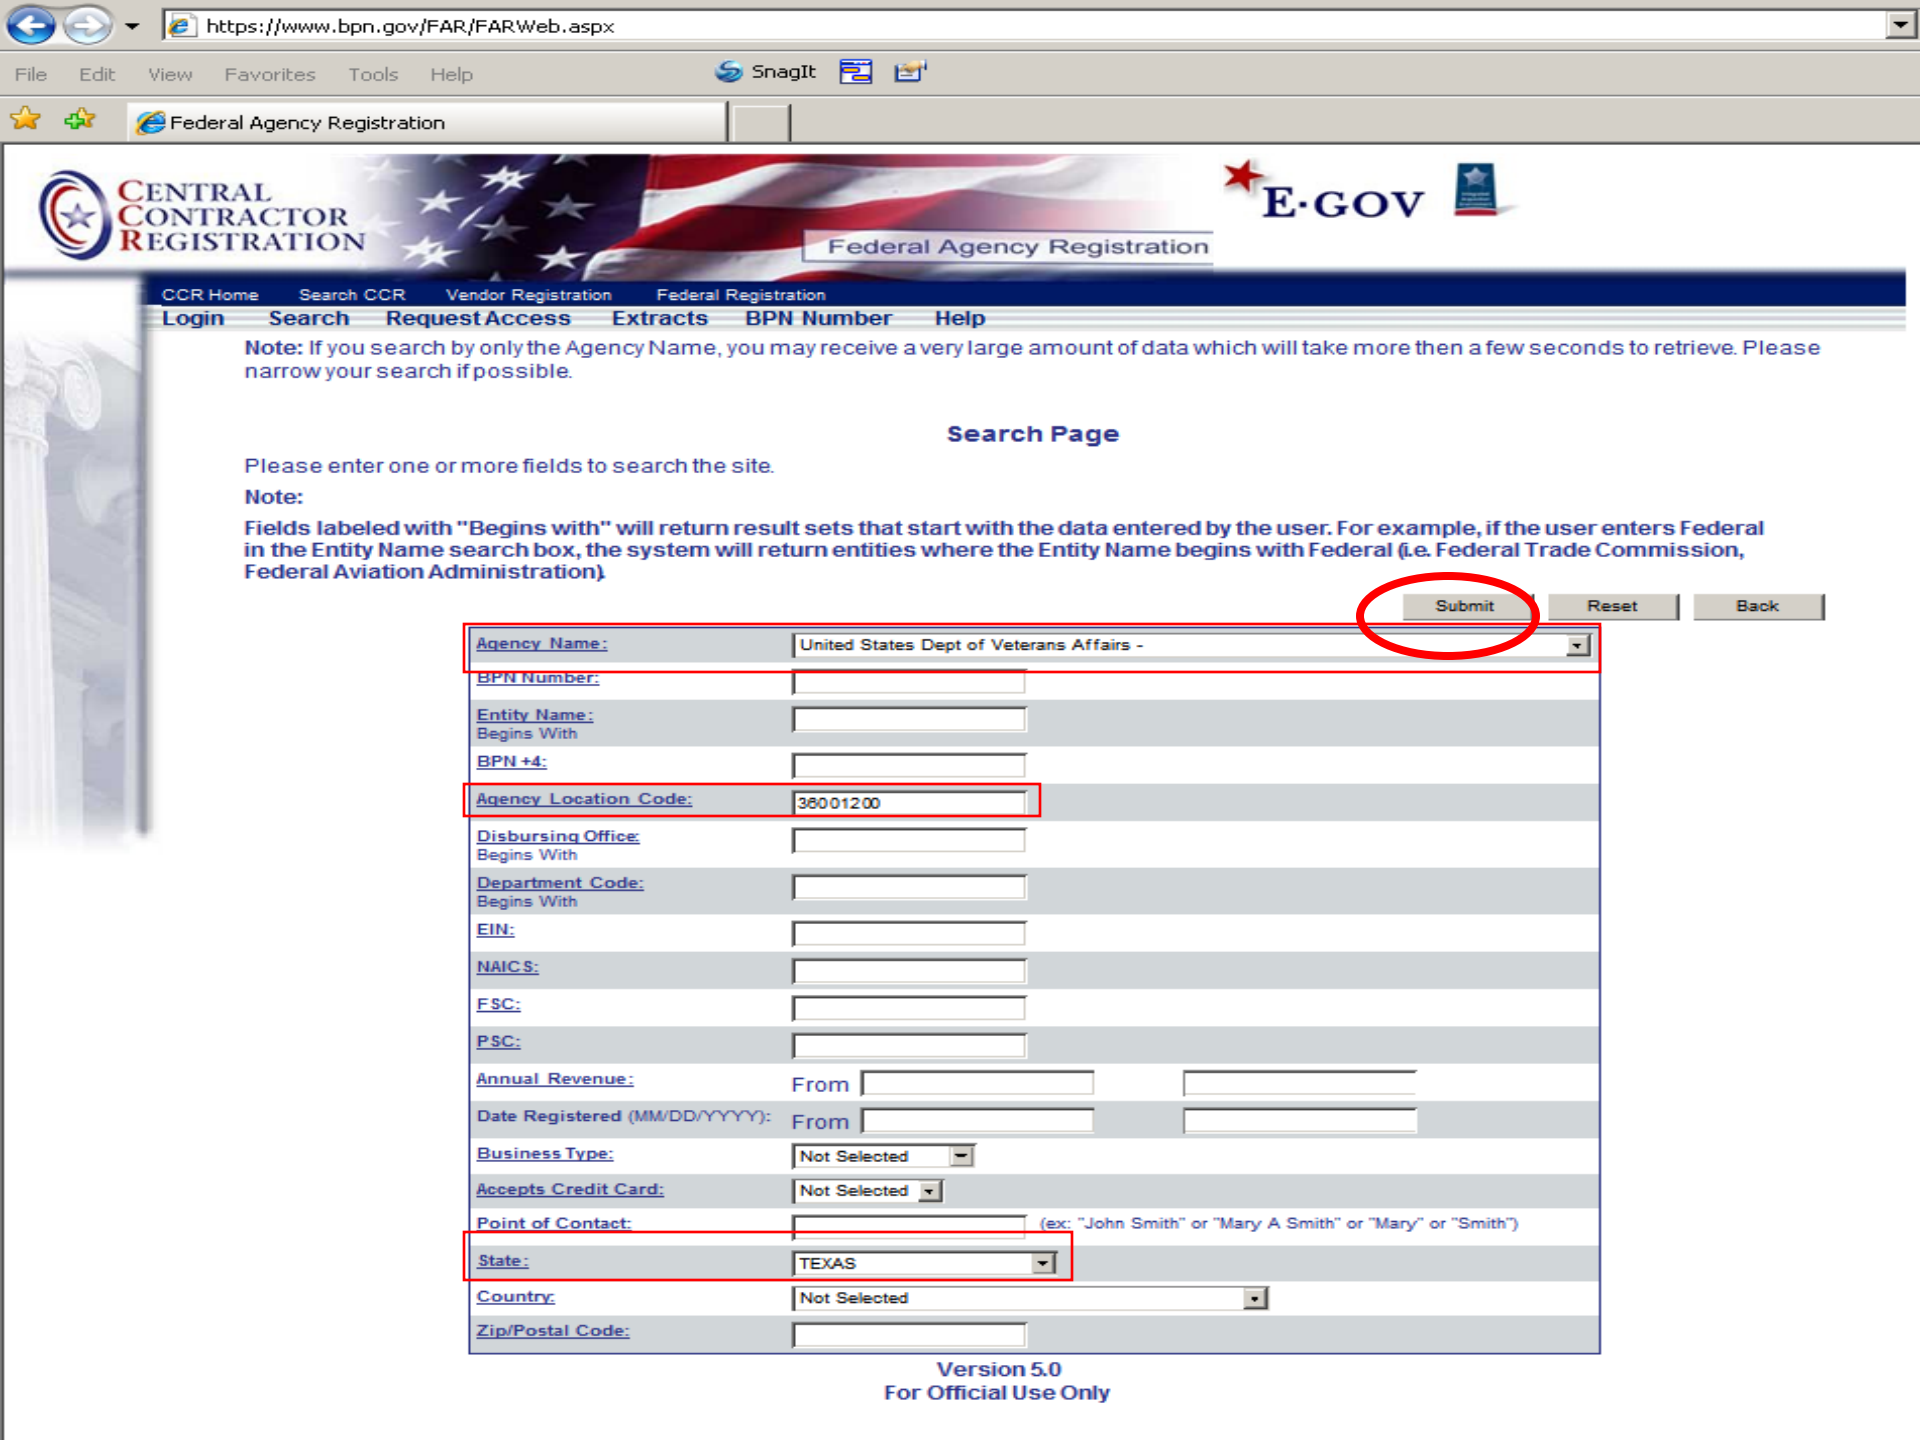 https://www.bpn.gov/FAR/FARWeb.aspx
File Edit View Favorites Tools Help SnagIt
Federal Agency Registration
CENTRAL
CONTRACTOR
REGISTRATION
Federal Agency Registration
E·GOV
CCR Home Search CCR Vendor Registration Federal Registration
Login Search Request Access Extracts BPN Number Help
Note: If you search by only the Agency Name, you may receive a very large amount of data which will take more then a few seconds to retrieve. Please
narrow your search if possible.
Search Page
Please enter one or more fields to search the site.
Note:
Fields labeled with "Begins with" will return result sets that start with the data entered by the user. For example, if the user enters Federal
in the Entity Name search box, the system will return entities where the Entity Name begins with Federal (i.e. Federal Trade Commission,
Federal Aviation Administration).
Submit Reset Back
Agency Name: United States Dept of Veterans Affairs -
BPN Number:
Entity Name:
Begins With
BPN +4:
Agency Location Code: 36001200
Disbursing Office:
Begins With
Department Code:
Begins With
EIN:
NAICS:
FSC:
PSC:
Annual Revenue: From
Date Registered (MM/DD/YYYY): From
Business Type: Not Selected
Accepts Credit Card: Not Selected
Point of Contact: (ex: "John Smith" or "Mary A Smith" or "Mary" or "Smith")
State: TEXAS
Country: Not Selected
Zip/Postal Code:
Version 5.0
For Official Use Only